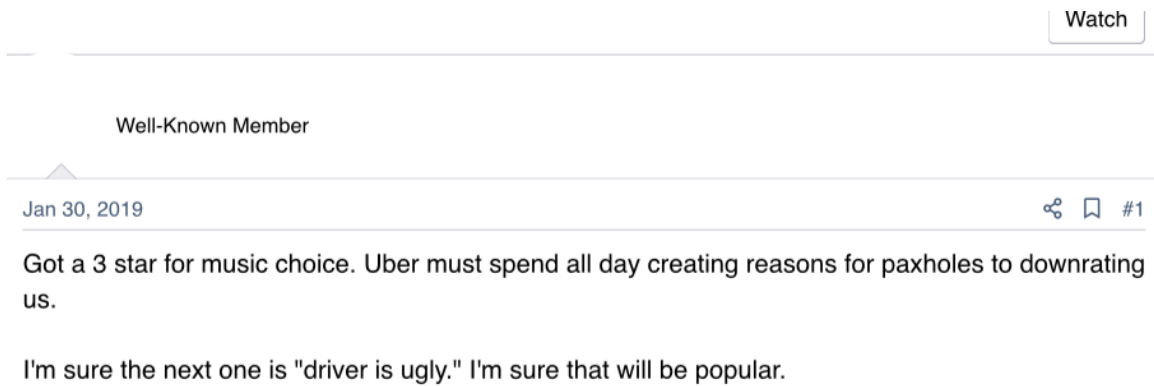 Watch
Well-Known Member
Jan 30, 2019
#1
Got a 3 star for music choice. Uber must spend all day creating reasons for paxholes to downrating
us.
I'm sure the next one is "driver is ugly." I'm sure that will be popular.